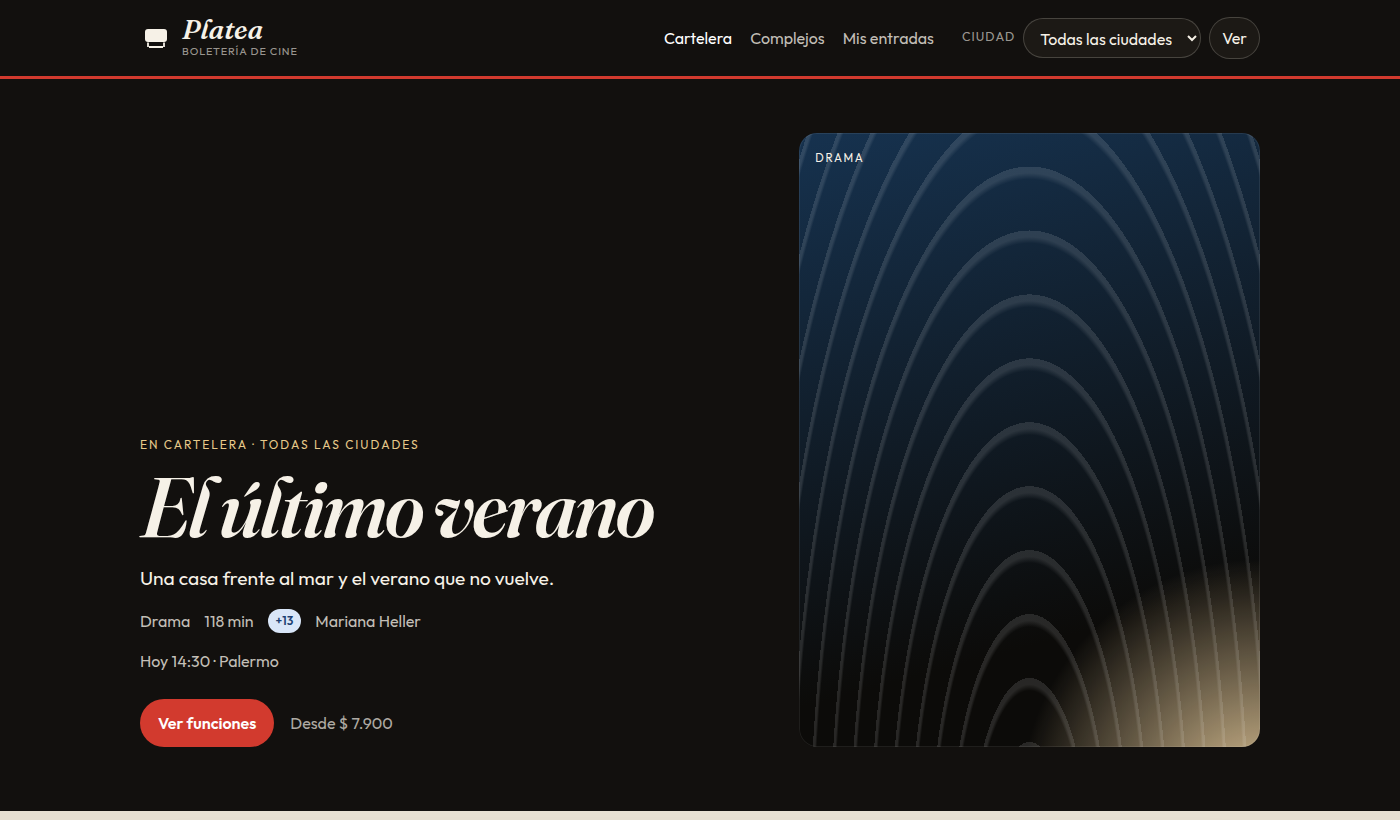 Platea
BOLETERÍA DE CINE
Cartelera
Complejos
Mis entradas
CIUDAD
Todas las ciudades
Ver
DRAMA
EN CARTELERA · TODAS LAS CIUDADES
El último verano
Una casa frente al mar y el verano que no vuelve.
Drama 118 min +13 Mariana Heller
Hoy 14:30 · Palermo
Ver funciones
Desde $ 7.900